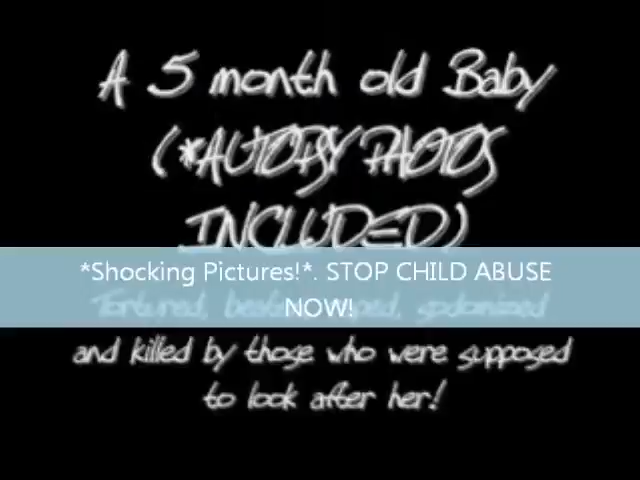 A 5 month old Baby
(*AUTOPSY PHOTOS
INCLUDED)
*Shocking Pictures!*. STOP CHILD ABUSE
NOW!
Tortured,
and killed by those who were supposed
to look after her!